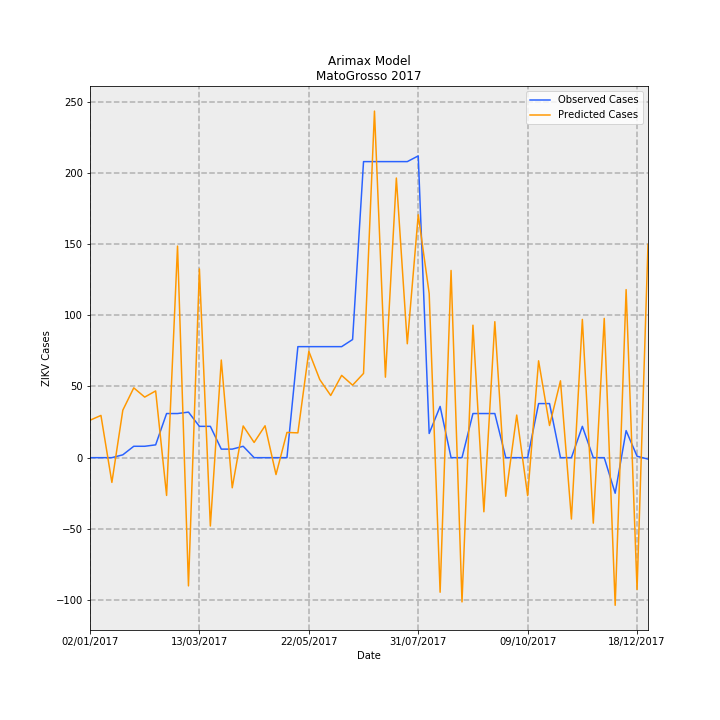 Arimax Model
MatoGrosso 2017
Observed Cases
Predicted Cases
ZIKV Cases
250
200
150
100
50
0
−50
−100
02/01/2017
13/03/2017
22/05/2017
31/07/2017
09/10/2017
18/12/2017
Date